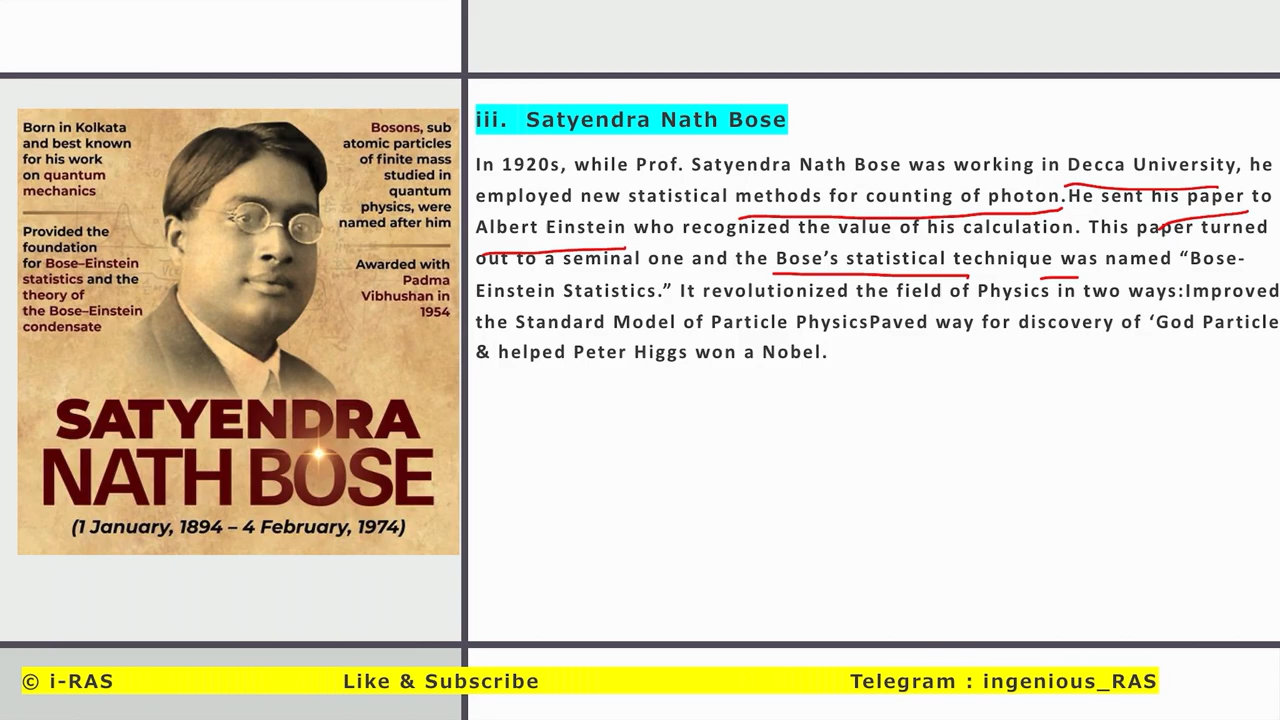 Born in Kolkata
and best known
for his work
on quantum
mechanics
Provided the
foundation
for Bose–Einstein
statistics and the
theory of
the Bose–Einstein
condensate
Bosons, sub
atomic particles
of finite mass
studied in
quantum
physics, were
named after him
Awarded with
Padma
Vibhushan in
1954
SATYENDRA
NATH BOSE
(1 January, 1894 – 4 February, 1974)
iii. Satyendra Nath Bose
In 1920s, while Prof. Satyendra Nath Bose was working in Decca University, he
employed new statistical methods for counting of photon.He sent his paper to
Albert Einstein who recognized the value of his calculation. This paper turned
out to a seminal one and the Bose’s statistical technique was named “Bose-
Einstein Statistics.” It revolutionized the field of Physics in two ways:Improved
the Standard Model of Particle PhysicsPaved way for discovery of ‘God Particle
& helped Peter Higgs won a Nobel.
© i-RAS Like & Subscribe Telegram : ingenious_RAS